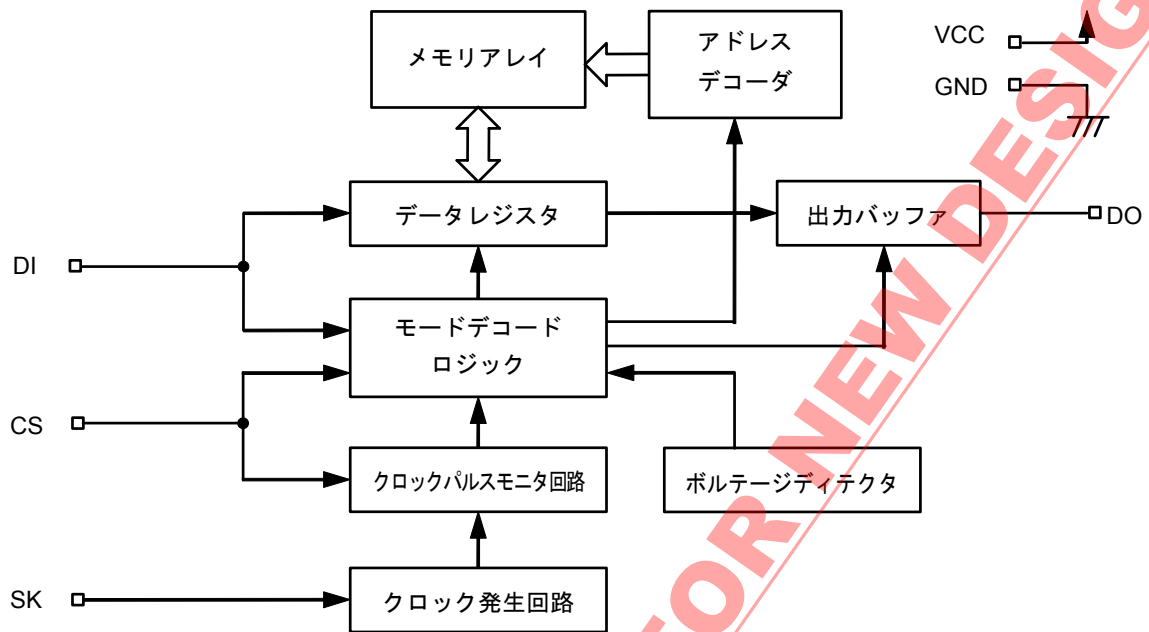 メモリアレイ
アドレス
デコーダ
VCC
GND
データレジスタ
出力バッファ
DO
DI
モードデコード
ロジック
CS
クロックパルスモニタ回路
ボルテージディテクタ
SK
クロック発生回路
FOR NEW DESIG